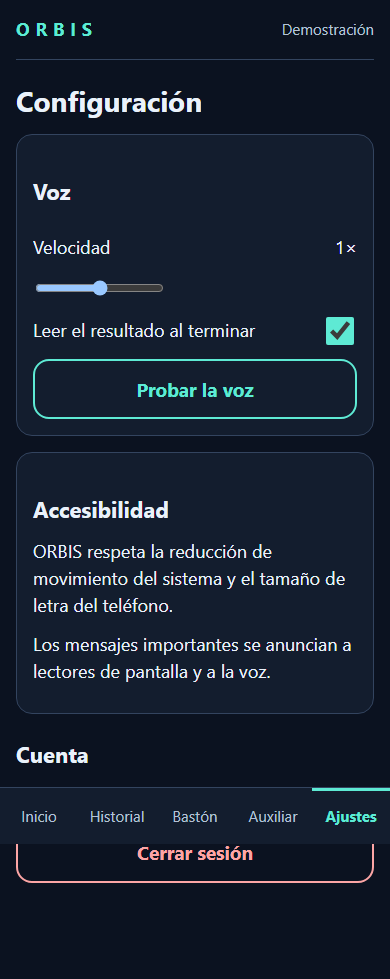 ORBIS
Demostración
Configuración
Voz
Velocidad
1×
Leer el resultado al terminar
Probar la voz
Accesibilidad
ORBIS respeta la reducción de
movimiento del sistema y el tamaño de
letra del teléfono.
Los mensajes importantes se anuncian a
lectores de pantalla y a la voz.
Cuenta
Inicio
Historial
Bastón
Auxiliar
Ajustes
Cerrar sesión